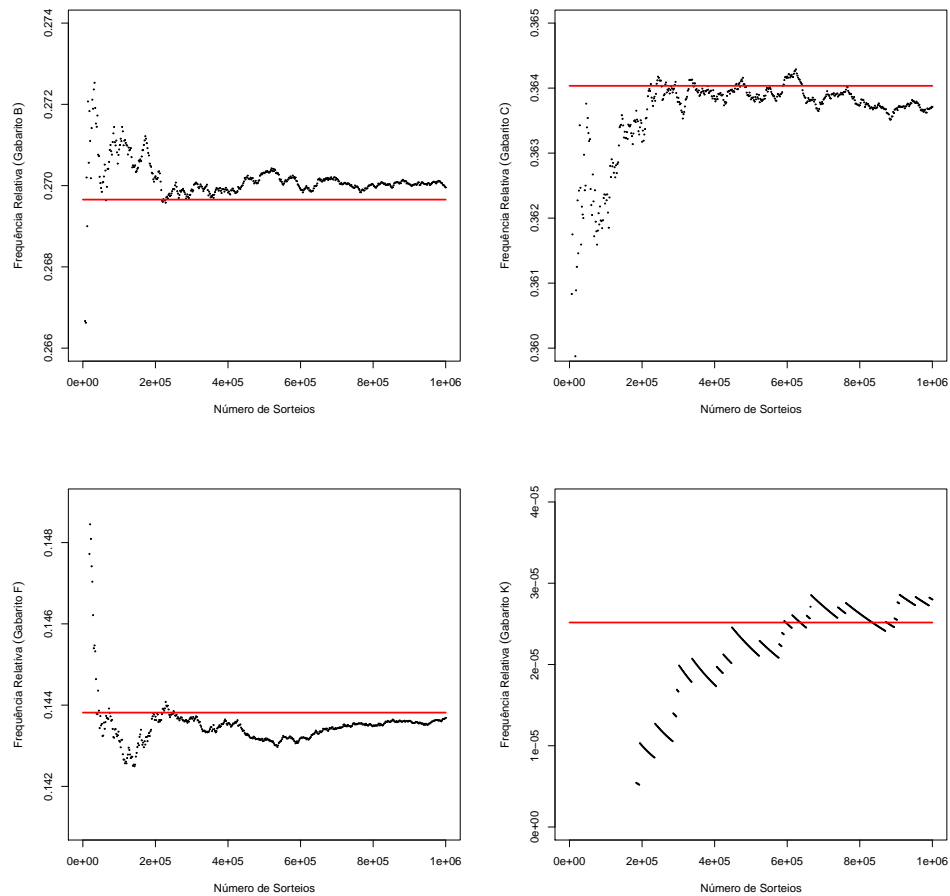 0.274
0.272
0.270
0.268
0.266
Frequência Relativa (Gabarito B)
0e+00 2e+05 4e+05 6e+05 8e+05 1e+06
Número de Sorteios
0.365
0.364
0.363
0.362
0.361
0.360
Frequência Relativa (Gabarito C)
0e+00 2e+05 4e+05 6e+05 8e+05 1e+06
Número de Sorteios
0.148
0.146
0.144
0.142
Frequência Relativa (Gabarito F)
0e+00 2e+05 4e+05 6e+05 8e+05 1e+06
Número de Sorteios
4e−05
3e−05
2e−05
1e−05
0e+00
Frequência Relativa (Gabarito K)
0e+00 2e+05 4e+05 6e+05 8e+05 1e+06
Número de Sorteios